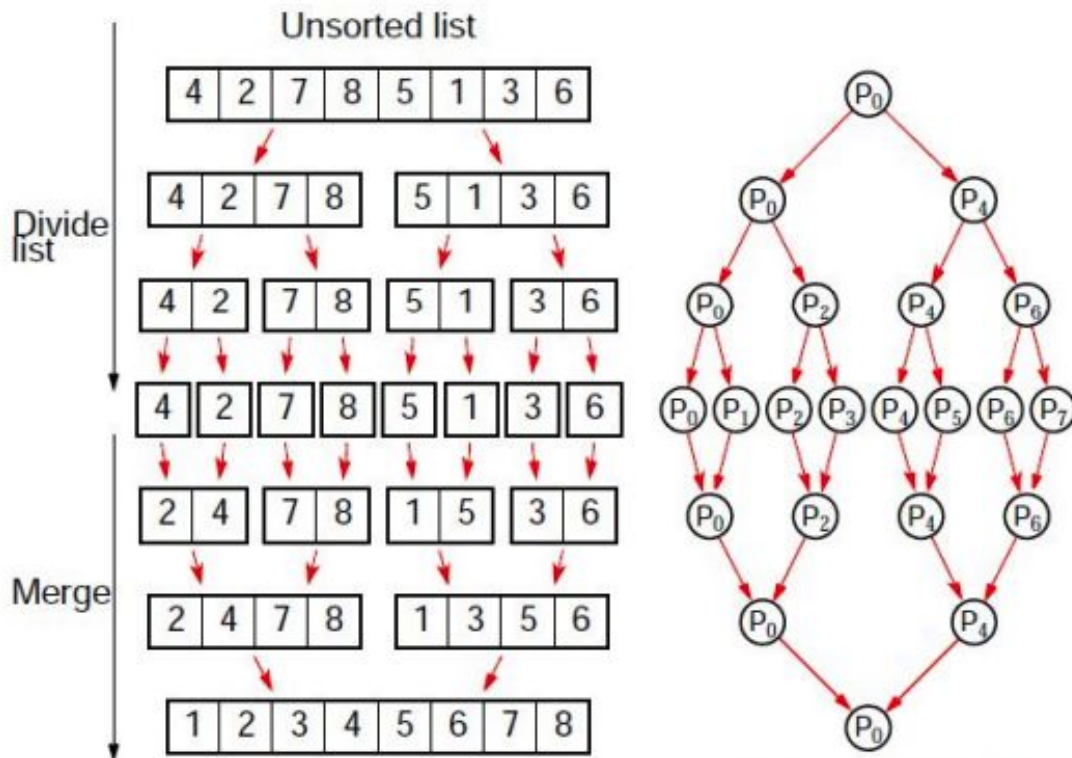 Unsorted list
4 2 7 8 5 1 3 6
P0
4 2 7 8 5 1 3 6
P0 P4
Divide
list
4 2 7 8 5 1 3 6
P0 P2 P4 P6
4 2 7 8 5 1 3 6
P0 P1 P2 P3 P4 P5 P6 P7
2 4 7 8 1 5 3 6
P0 P2 P4 P6
Merge
2 4 7 8 1 3 5 6
P0 P4
1 2 3 4 5 6 7 8
P0